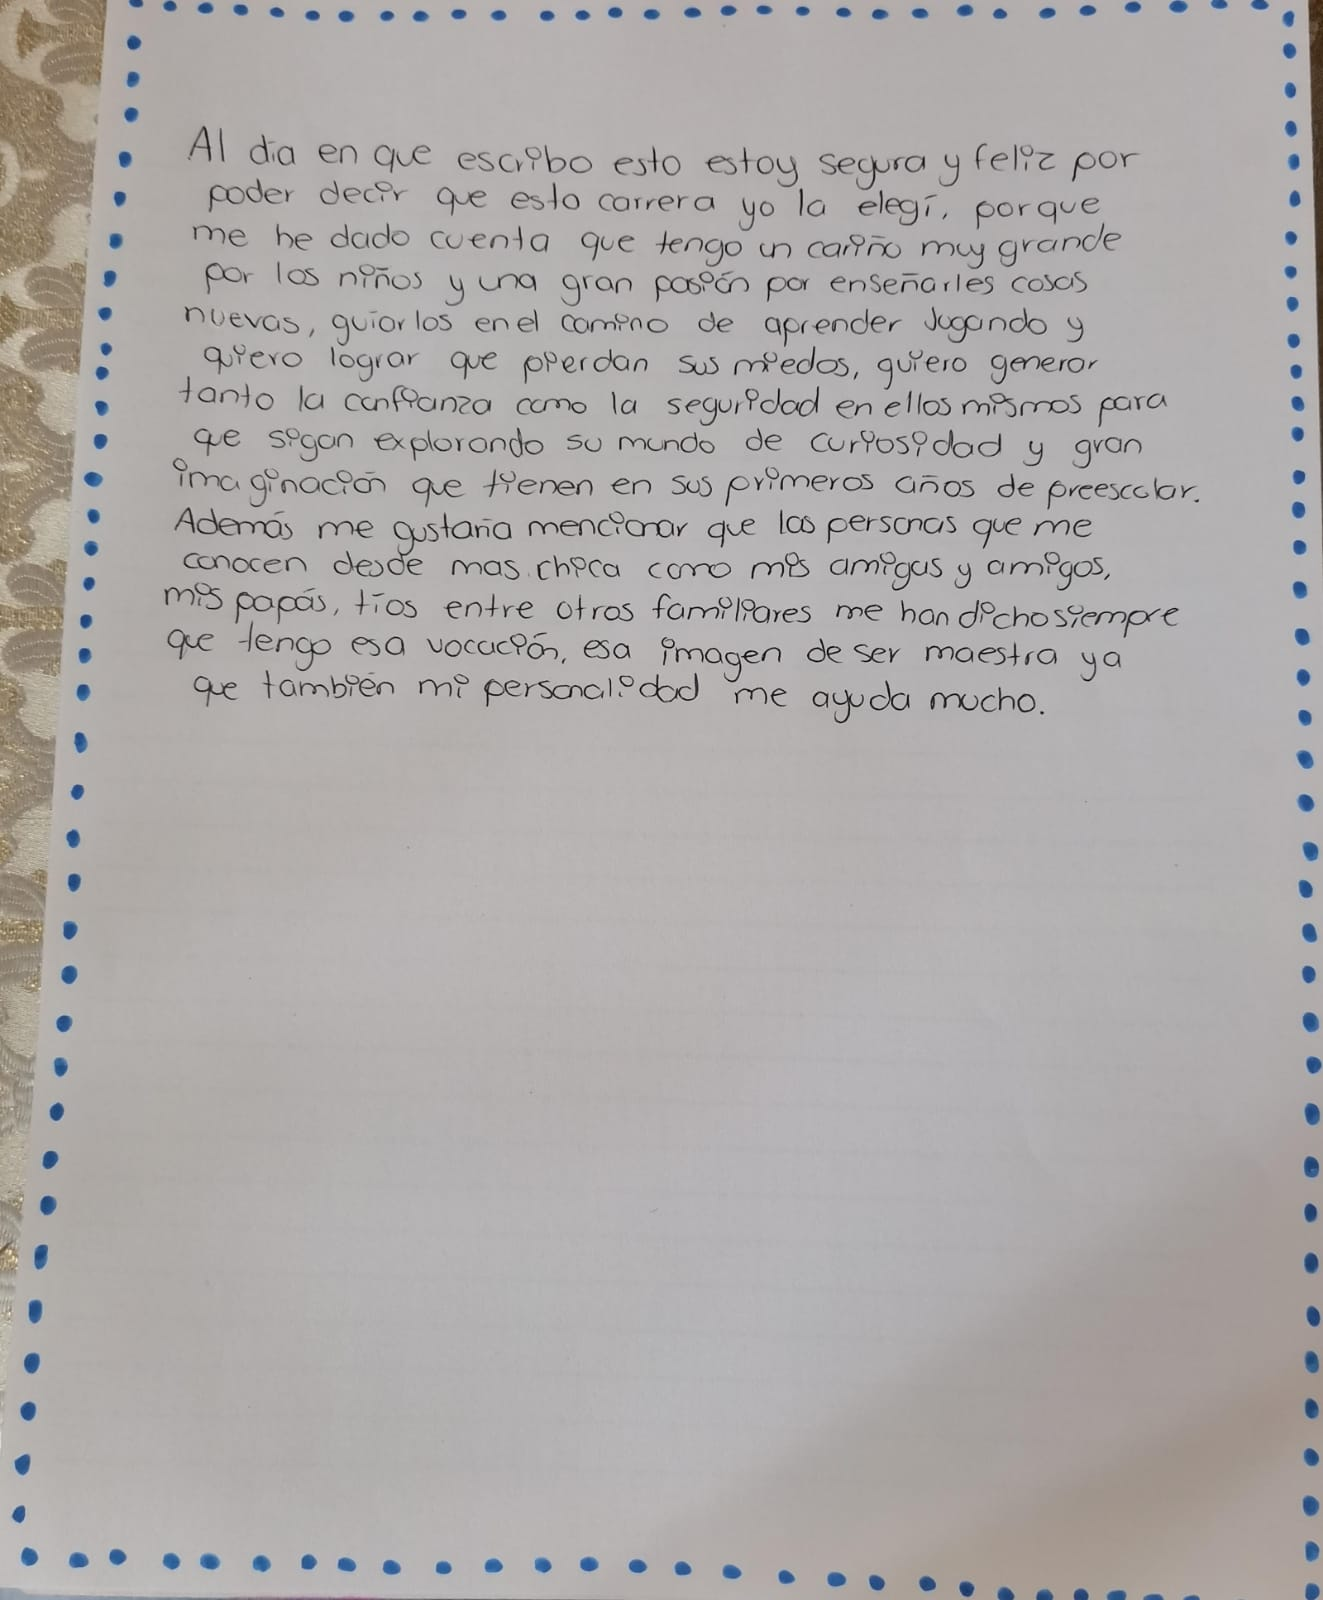 Al dia en que escribo esto estoy segura y feliz por
poder decir que esta carrera yo la elegí, porque
me he dado cuenta que tengo un cariño muy grande
por los niños y una gran pasión por enseñarles cosas
nuevas, guiarlos en el camino de aprender Jugando y
quiero lograr que pierdan sus miedos, quiero generar
tanto la confianza como la seguridad en ellos mismos para
que sigan explorando su mundo de curiosidad y gran
imaginación que tienen en sus primeros años de preescolar.
Además me gustaría mencionar que las personas que me
conocen desde mas chica como mis amigas y amigos,
mis papás, tíos entre otros familiares me han dicho siempre
que tengo esa vocación, esa imagen de ser maestra ya
que también mi personalidad me ayuda mucho.